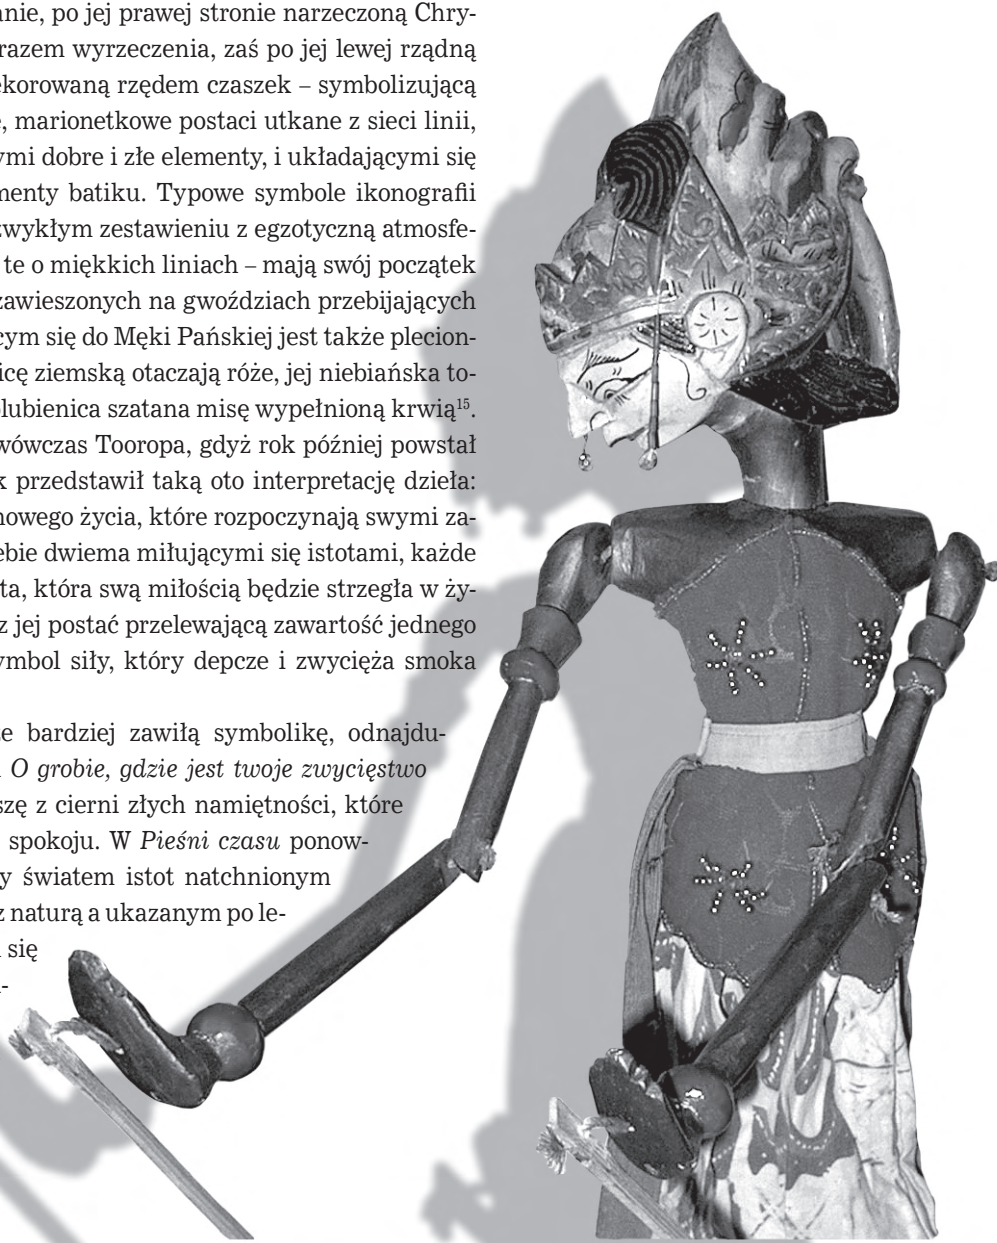 anie, po jej prawej stronie narzeczoną Chry-
razem wyrzeczenia, zaś po jej lewej rządną
ekorowaną rzędem czaszek – symbolizującą
, marionetkowe postaci utkane z sieci linii,
ymi dobre i złe elementy, i układającymi się
menty batiku. Typowe symbole ikonografii
zwykłym zestawieniu z egzotyczną atmosfe-
te o miękkich liniach – mają swój początek
zawieszonych na gwoździach przebijających
cym się do Męki Pańskiej jest także plecion-
icę ziemską otaczają róże, jej niebiańska to-
lubienica szatana misę wypełnioną krwią¹⁵.
wówczas Tooropa, gdyż rok później powstał
k przedstawił taką oto interpretację dzieła:
nowego życia, które rozpoczynają swymi za-
ebie dwiema miłującymi się istotami, każde
ta, która swą miłością będzie strzegła w ży-
z jej postać przelewającą zawartość jednego
ymbol siły, który depcze i zwycięża smoka
e bardziej zawiłą symbolikę, odnajdu-
O grobie, gdzie jest twoje zwycięstwo
szę z cierni złych namiętności, które
spokoju. W Pieśni czasu ponow-
y światem istot natchnionym
z naturą a ukazanym po le-
się
-